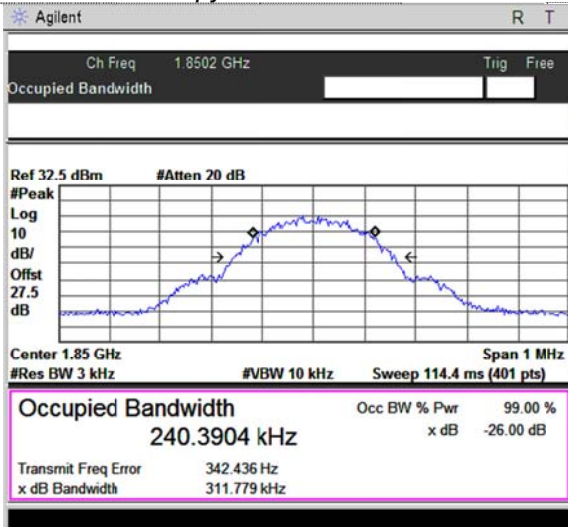 Agilent R T
Ch Freq 1.8502 GHz Trig Free
Occupied Bandwidth
Ref 32.5 dBm #Atten 20 dB
#Peak
Log
10
dB/
Offst
27.5
dB
Center 1.85 GHz Span 1 MHz
#Res BW 3 kHz #VBW 10 kHz Sweep 114.4 ms (401 pts)
Occupied Bandwidth Occ BW % Pwr 99.00 %
240.3904 kHz x dB -26.00 dB
Transmit Freq Error 342.436 Hz
x dB Bandwidth 311.779 kHz